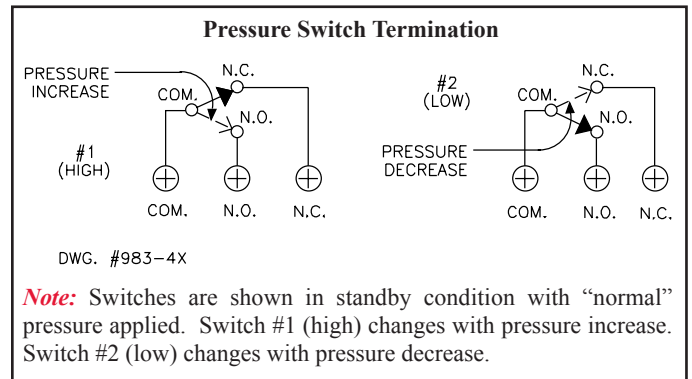 Pressure Switch Termination
PRESSURE
INCREASE
COM.
N.C.
N.O.
#1
(HIGH)
COM.
N.O.
N.C.
#2
(LOW)
COM.
N.C.
N.O.
PRESSURE
DECREASE
COM.
N.O.
N.C.
DWG. #983-4X
Note: Switches are shown in standby condition with “normal”
pressure applied. Switch #1 (high) changes with pressure increase.
Switch #2 (low) changes with pressure decrease.